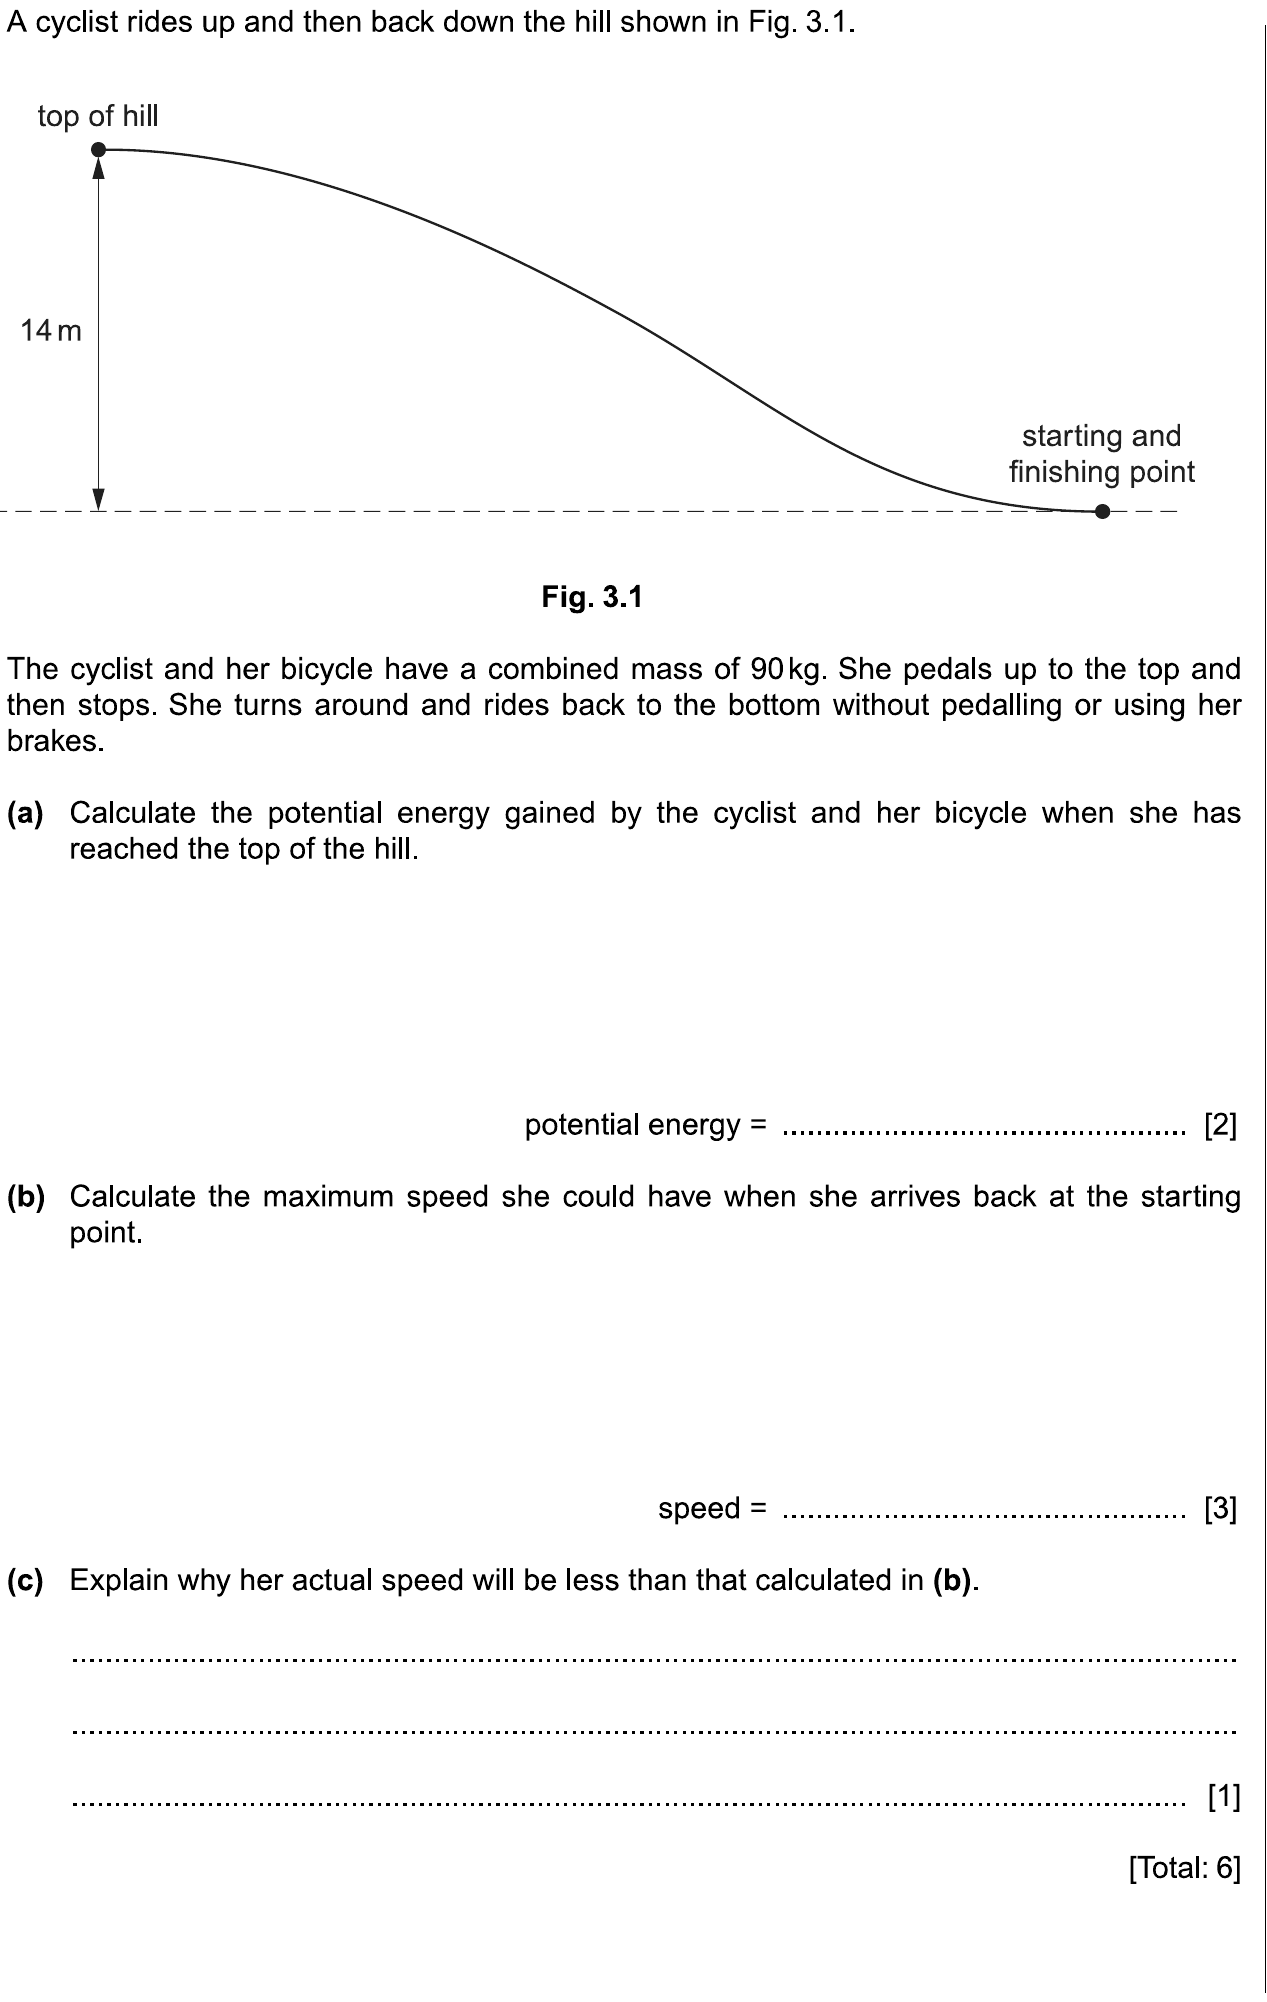 A cyclist rides up and then back down the hill shown in Fig. 3.1.
top of hill
14 m
starting and
finishing point
Fig. 3.1
The cyclist and her bicycle have a combined mass of 90 kg. She pedals up to the top and
then stops. She turns around and rides back to the bottom without pedalling or using her
brakes.
(a) Calculate the potential energy gained by the cyclist and her bicycle when she has
reached the top of the hill.
potential energy = ................................................ [2]
(b) Calculate the maximum speed she could have when she arrives back at the starting
point.
speed = ................................................ [3]
(c) Explain why her actual speed will be less than that calculated in (b).
..........................................................................................................................................
..........................................................................................................................................
.................................................................................................................................... [1]
[Total: 6]